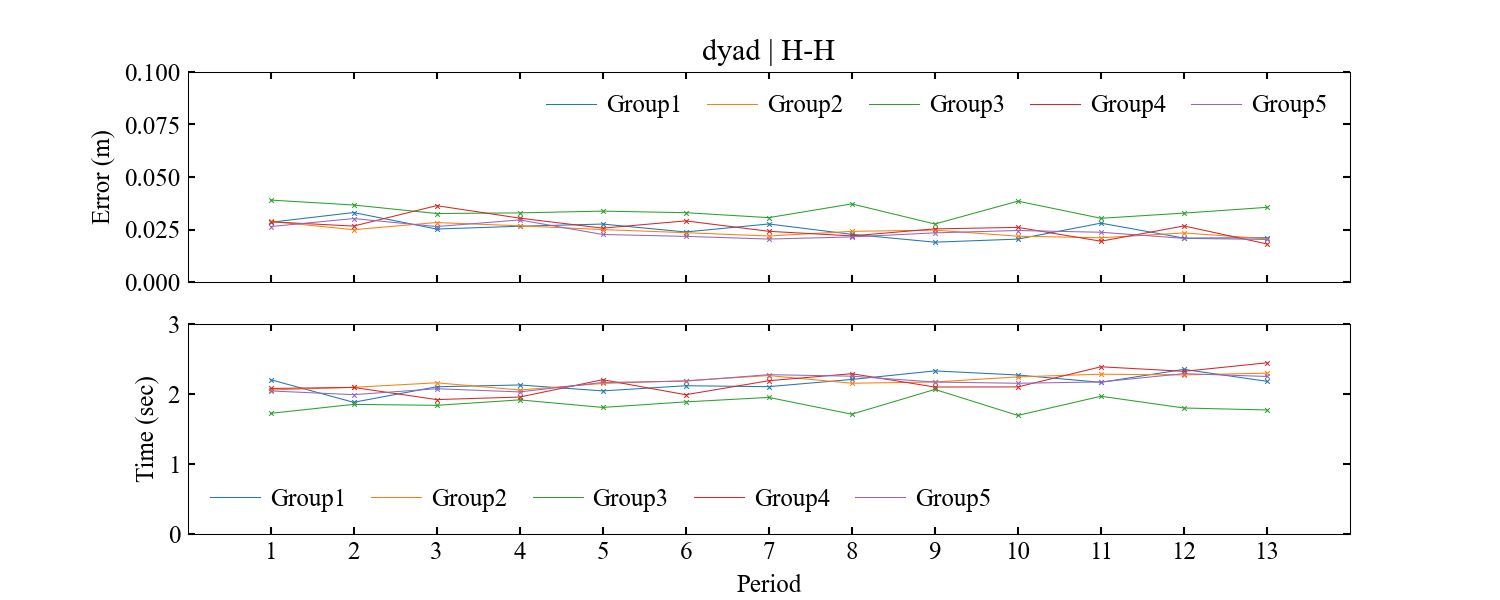 dyad | H-H
0.100
0.075
0.050
0.025
0.000
Error (m)
Group1 Group2 Group3 Group4 Group5
3
2
1
0
Time (sec)
Group1 Group2 Group3 Group4 Group5
1 2 3 4 5 6 7 8 9 10 11 12 13
Period